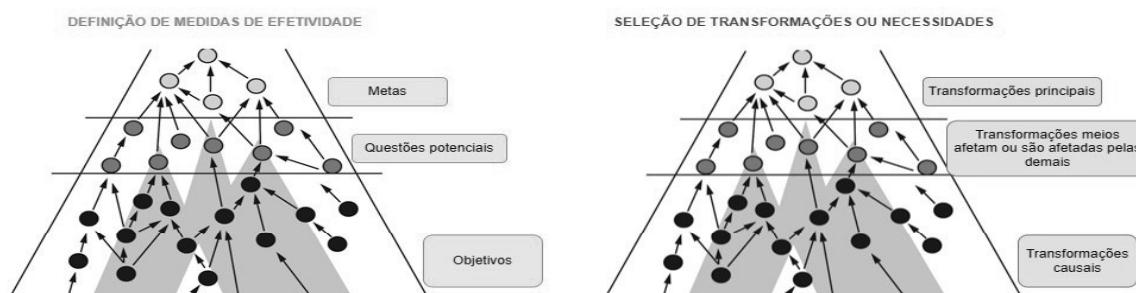 DEFINIÇÃO DE MEDIDAS DE EFETIVIDADE
Metas
Questões potenciais
Objetivos
SELEÇÃO DE TRANSFORMAÇÕES OU NECESSIDADES
Transformações principais
Transformações meios
afetam ou são afetadas pelas
demais
Transformações
causais